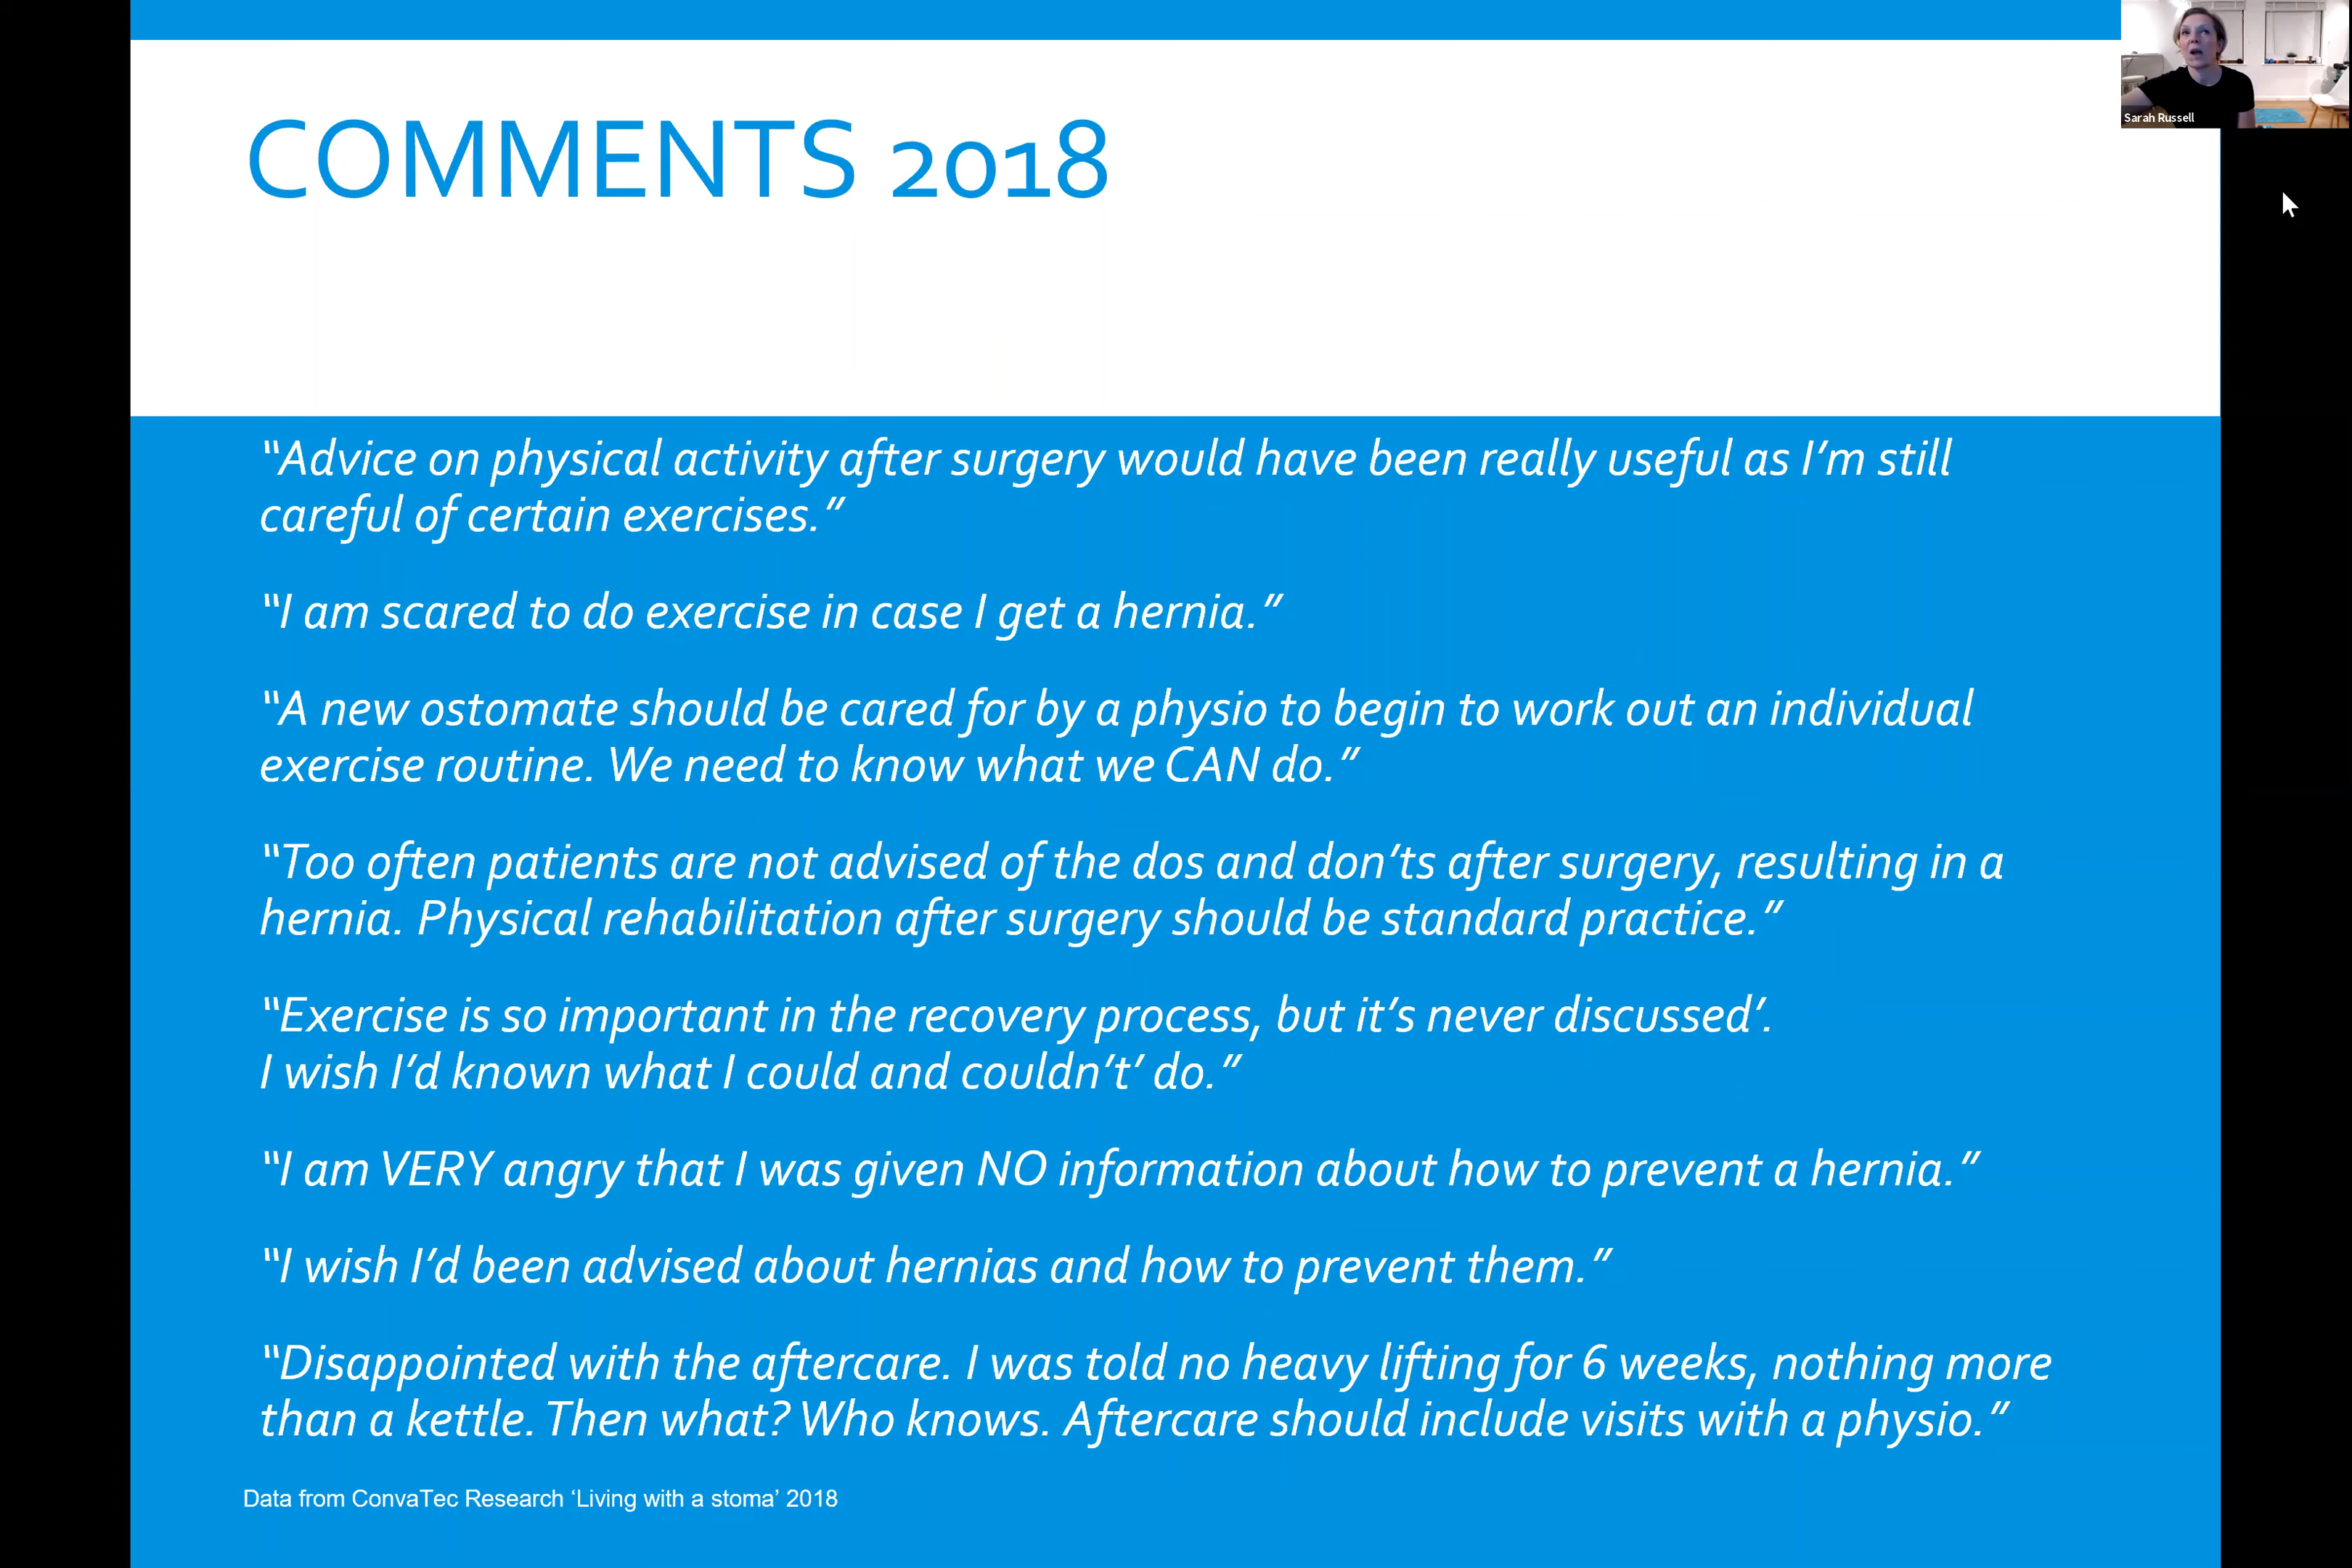 Sarah Russell
COMMENTS 2018
“Advice on physical activity after surgery would have been really useful as I’m still
careful of certain exercises.”
“I am scared to do exercise in case I get a hernia.”
“A new ostomate should be cared for by a physio to begin to work out an individual
exercise routine. We need to know what we CAN do.”
“Too often patients are not advised of the dos and don’ts after surgery, resulting in a
hernia. Physical rehabilitation after surgery should be standard practice.”
“Exercise is so important in the recovery process, but it’s never discussed’.
I wish I’d known what I could and couldn’t’ do.”
“I am VERY angry that I was given NO information about how to prevent a hernia.”
“I wish I’d been advised about hernias and how to prevent them.”
“Disappointed with the aftercare. I was told no heavy lifting for 6 weeks, nothing more
than a kettle. Then what? Who knows. Aftercare should include visits with a physio.”
Data from ConvaTec Research ‘Living with a stoma’ 2018